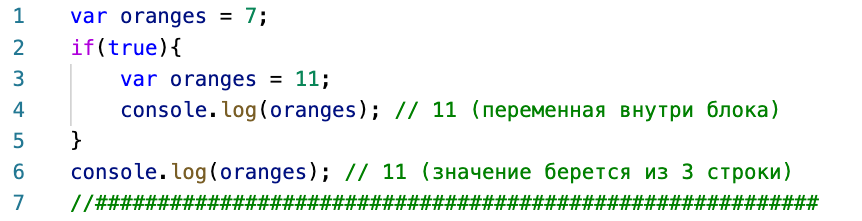 1 var oranges = 7;
2 if(true){
3     var oranges = 11;
4     console.log(oranges); // 11 (переменная внутри блока)
5 }
6 console.log(oranges); // 11 (значение берется из 3 строки)
7 //##########################################################